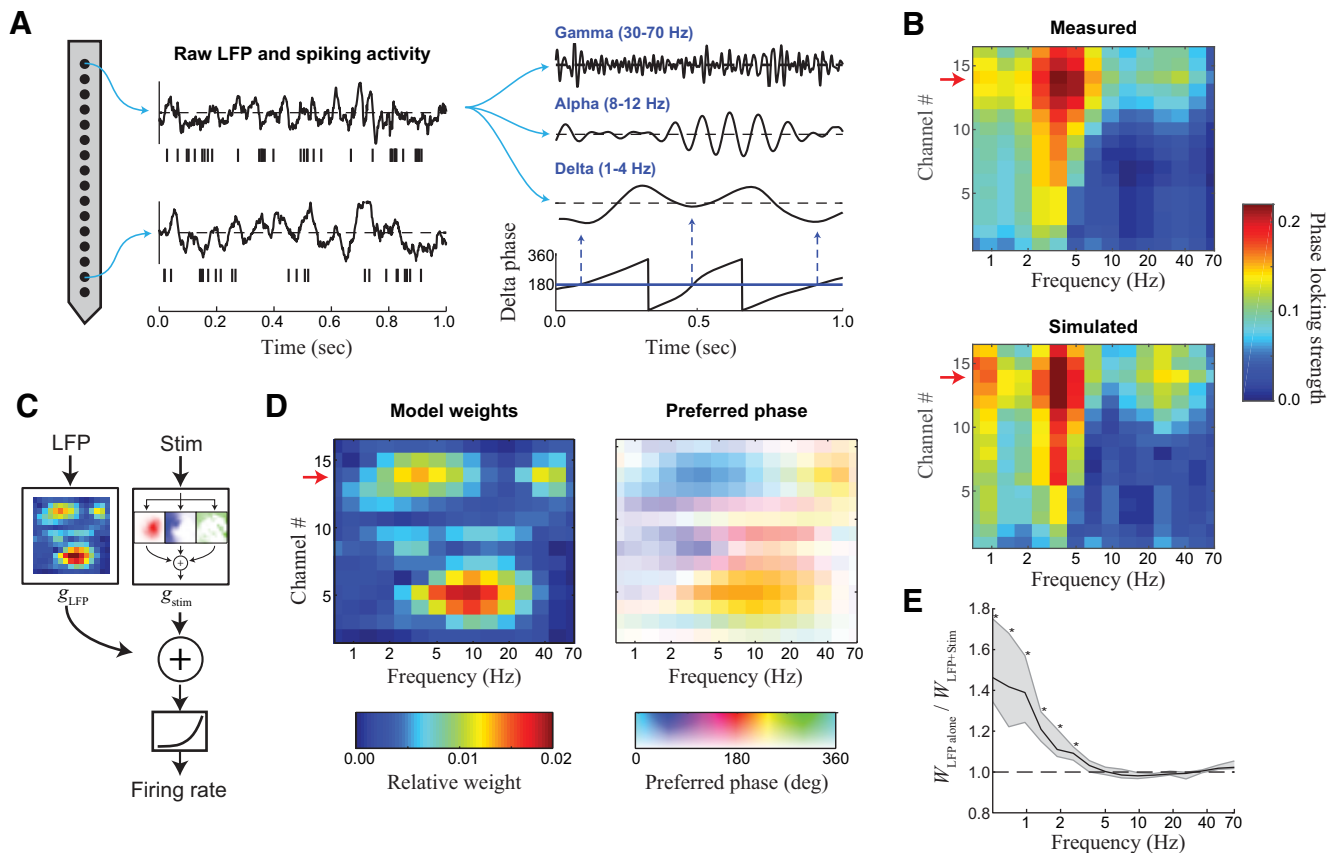 A
Raw LFP and spiking activity
0.0 0.2 0.4 0.6 0.8 1.0
Time (sec)
Gamma (30-70 Hz)
Alpha (8-12 Hz)
Delta (1-4 Hz)
Delta phase
360
180
0.0 0.5 1.0
Time (sec)
B
Measured
Channel #
15
10
5
1 2 5 10 20 40 70
Frequency (Hz)
Simulated
Channel #
15
10
5
1 2 5 10 20 40 70
Frequency (Hz)
0.2
0.1
0.0
Phase locking strength
C
LFP
Stim
+
gLFP
gstim
+
Firing rate
D
Model weights
Channel #
15
10
5
1 2 5 10 20 40 70
Frequency (Hz)
0.00 0.01 0.02
Relative weight
Preferred phase
1 2 5 10 20 40 70
Frequency (Hz)
0 180 360
Preferred phase (deg)
E
WLFP alone / WLFP+Stim
1.8
1.6
1.4
1.2
1.0
0.8
* * * * * *
1 2 5 10 20 40 70
Frequency (Hz)